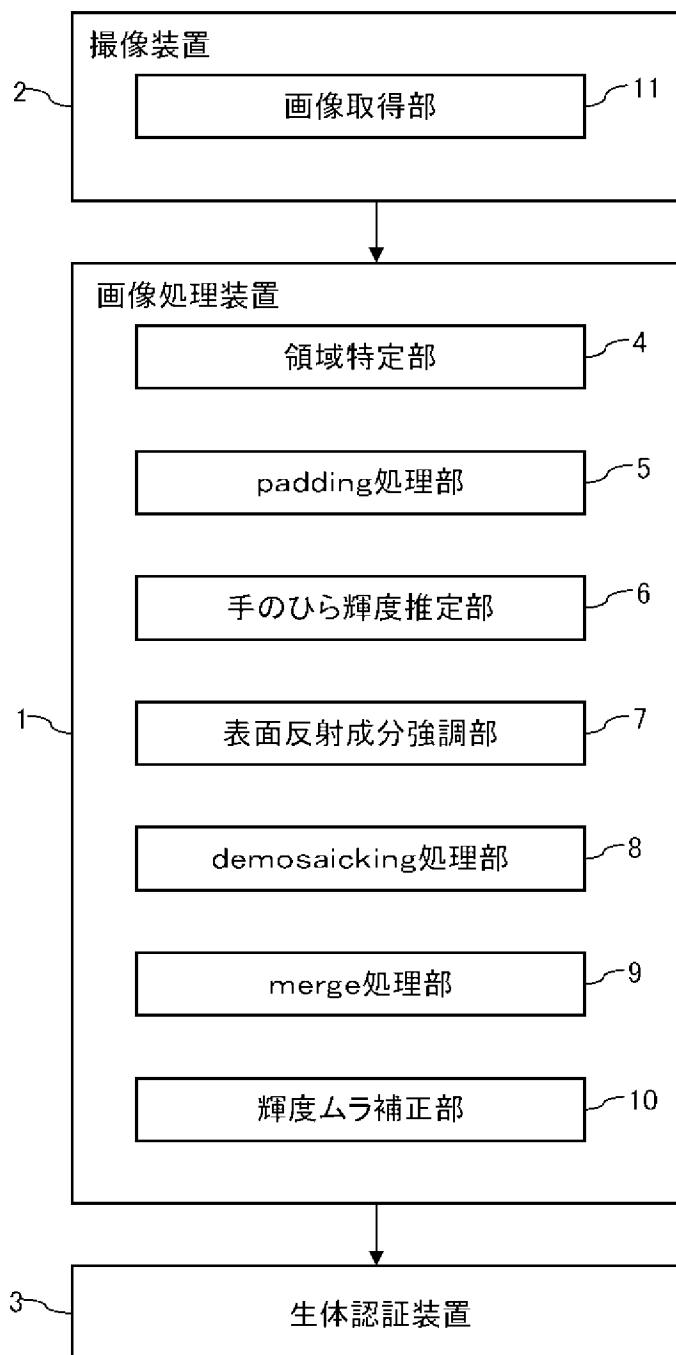 撮像装置
2
画像取得部
11
画像処理装置
領域特定部
4
padding処理部
5
手のひら輝度推定部
6
1
表面反射成分強調部
7
demosaicking処理部
8
merge処理部
9
輝度ムラ補正部
10
3
生体認証装置